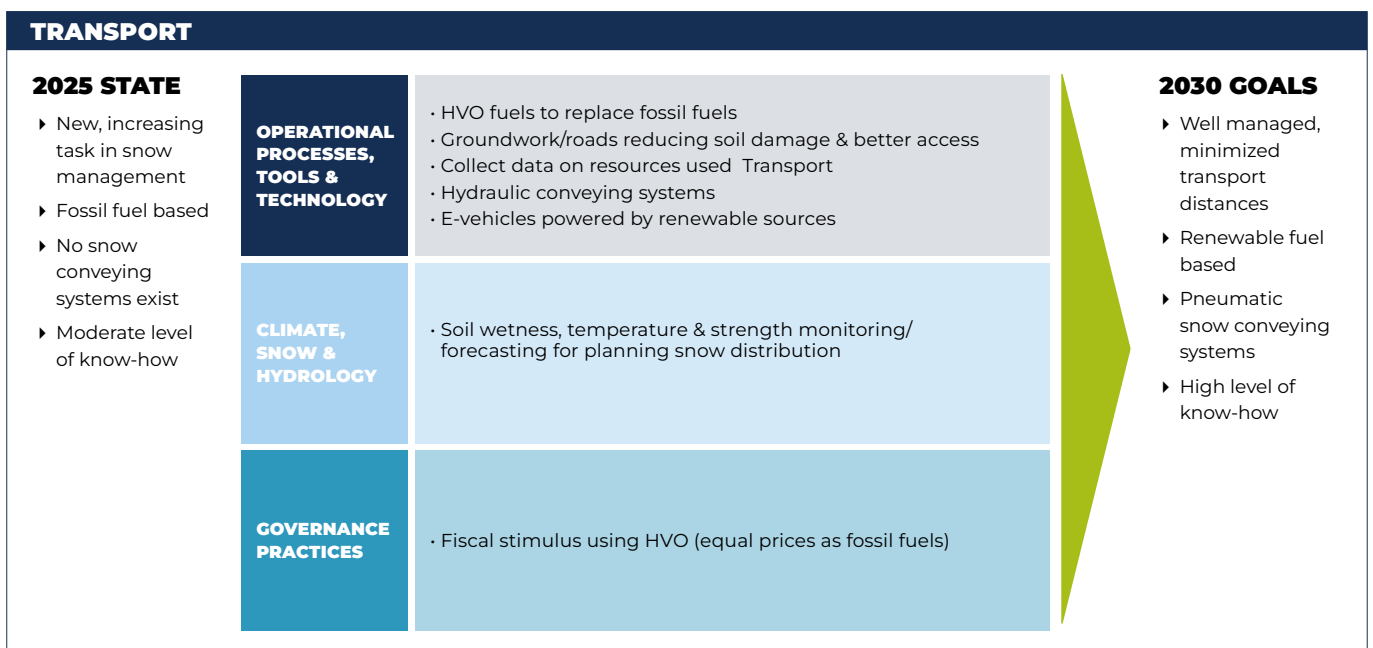 TRANSPORT
2025 STATE
New, increasing
task in snow
management
Fossil fuel based
No snow
conveying
systems exist
Moderate level
of know-how
OPERATIONAL
PROCESSES,
TOOLS &
TECHNOLOGY
· HVO fuels to replace fossil fuels
· Groundwork/roads reducing soil damage & better access
· Collect data on resources used  Transport
· Hydraulic conveying systems
· E-vehicles powered by renewable sources
CLIMATE,
SNOW &
HYDROLOGY
· Soil wetness, temperature & strength monitoring/
forecasting for planning snow distribution
GOVERNANCE
PRACTICES
· Fiscal stimulus using HVO (equal prices as fossil fuels)
2030 GOALS
Well managed,
minimized
transport
distances
Renewable fuel
based
Pneumatic
snow conveying
systems
High level of
know-how